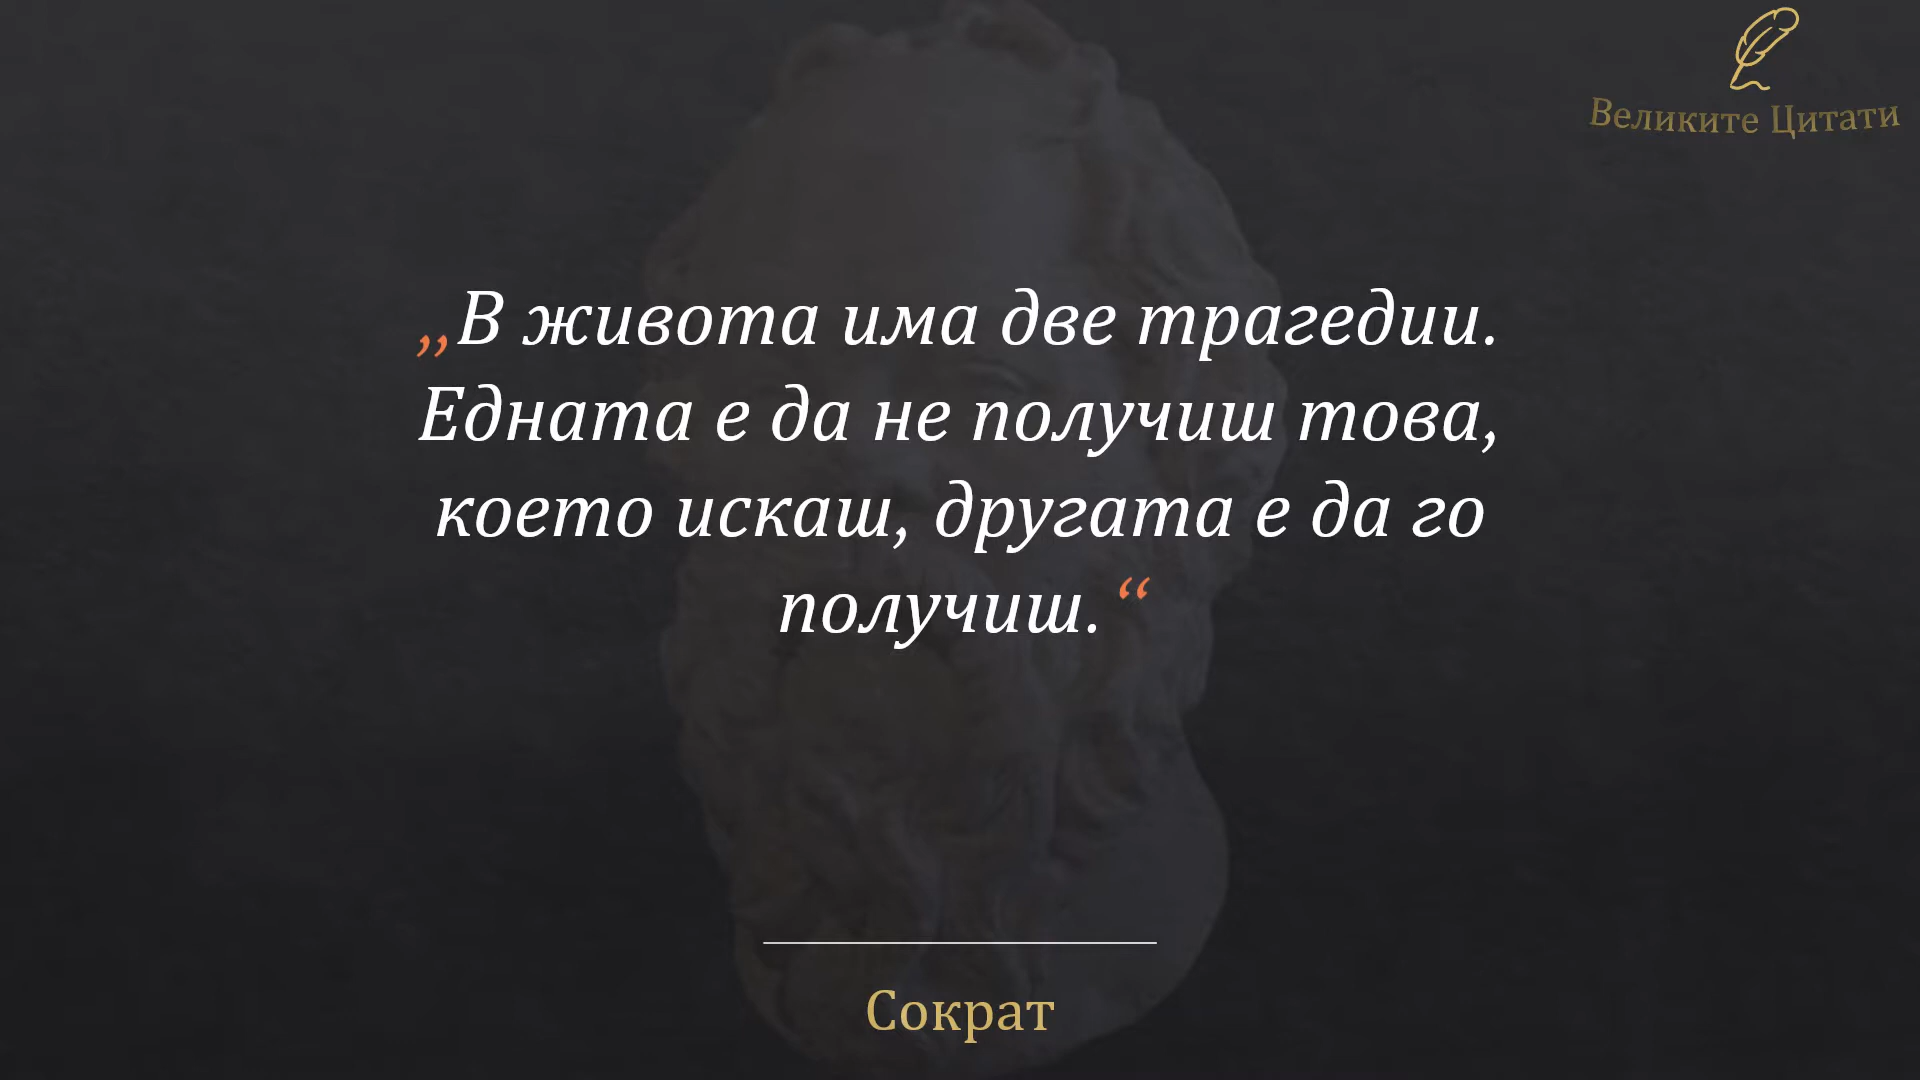 Великите Цитати
„В живота има две трагедии.
Едната е да не получиш това,
което искаш, другата е да го
получиш.“
Сократ